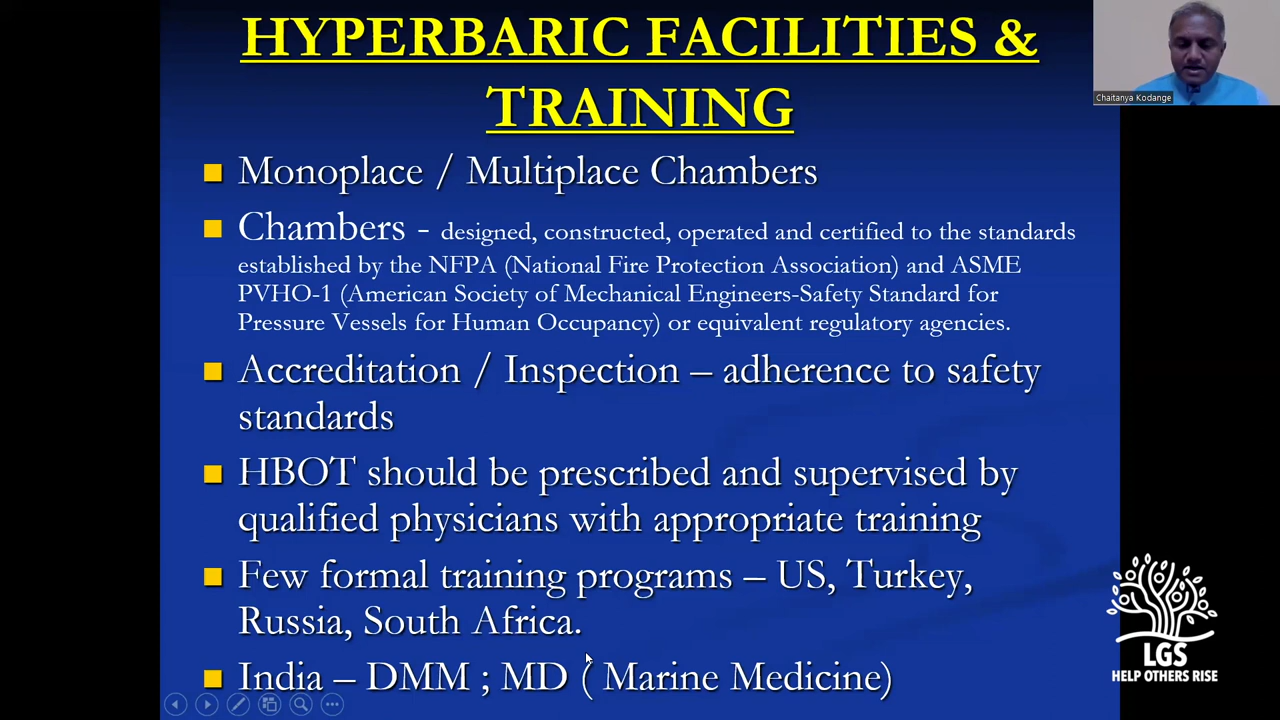 HYPERBARIC FACILITIES &
TRAINING
Chaitanya Kodange
Monoplace / Multiplace Chambers
Chambers - designed, constructed, operated and certified to the standards
established by the NFPA (National Fire Protection Association) and ASME
PVHO-1 (American Society of Mechanical Engineers-Safety Standard for
Pressure Vessels for Human Occupancy) or equivalent regulatory agencies.
Accreditation / Inspection – adherence to safety
standards
HBOT should be prescribed and supervised by
qualified physicians with appropriate training
Few formal training programs – US, Turkey,
Russia, South Africa.
India – DMM ; MD ( Marine Medicine)
LGS
HELP OTHERS RISE